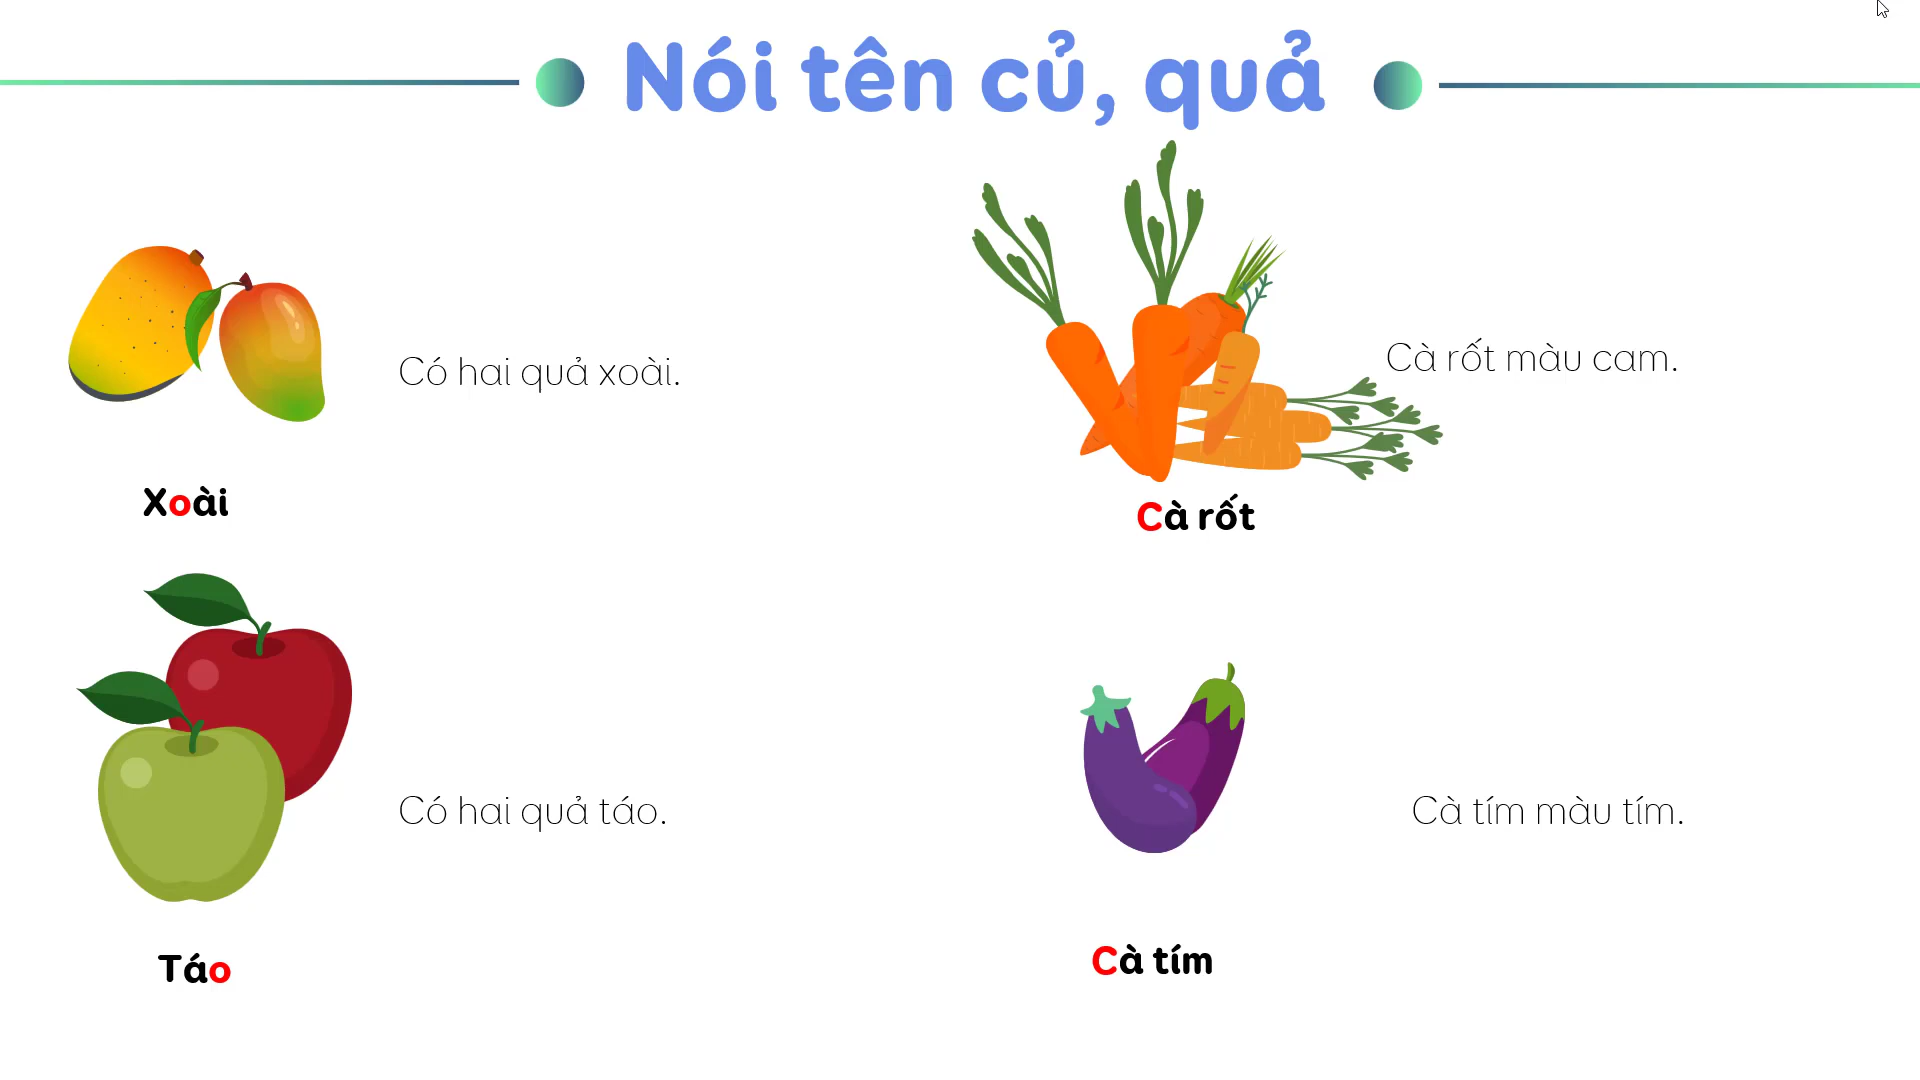 Nói tên củ, quả
Có hai quả xoài.
Xoài
Cà rốt màu cam.
Cà rốt
Có hai quả táo.
Táo
Cà tím màu tím.
Cà tím